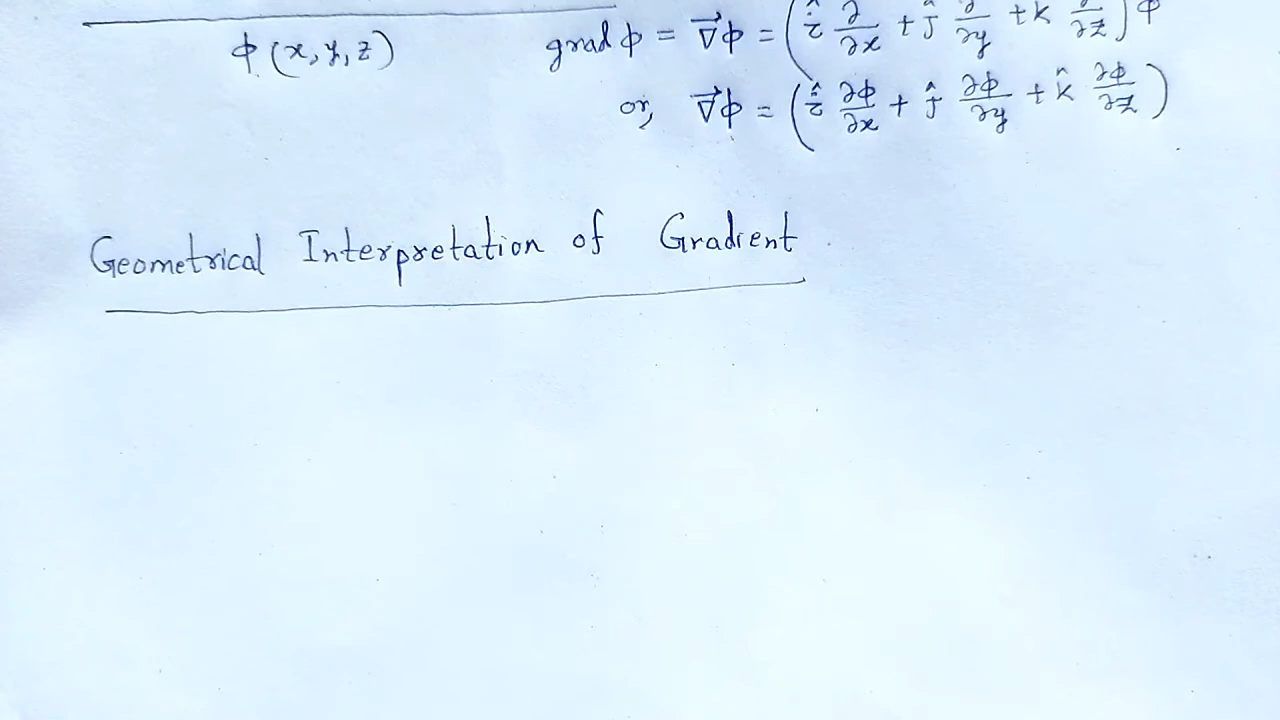 ϕ(x,y,z) grad ϕ = ∇⃗ϕ = (î ∂/∂x + ĵ ∂/∂y + k̂ ∂/∂z) ϕ
or, ∇⃗ϕ = (î ∂ϕ/∂x + ĵ ∂ϕ/∂y + k̂ ∂ϕ/∂z)
Geometrical Interpretation of Gradient